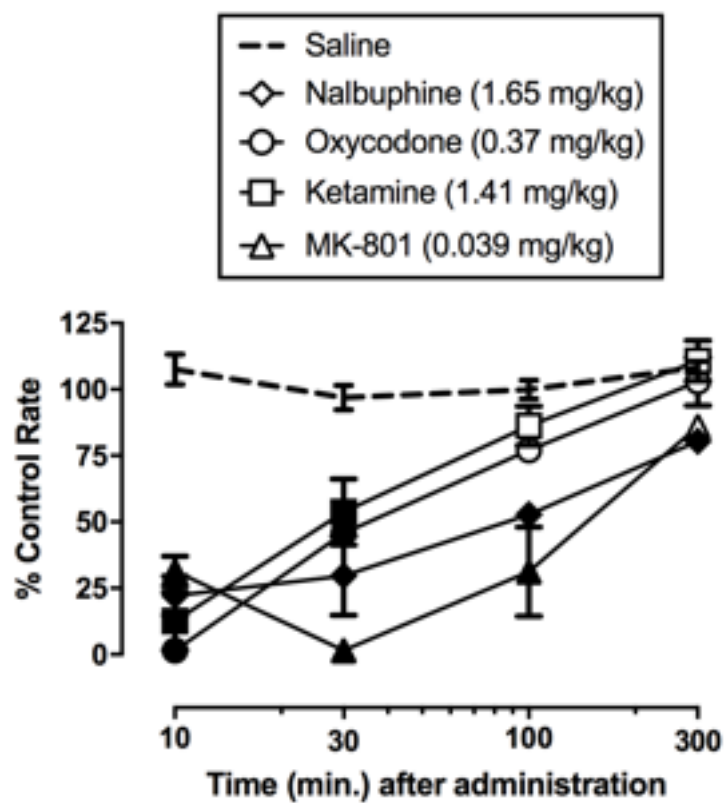 Saline
Nalbuphine (1.65 mg/kg)
Oxycodone (0.37 mg/kg)
Ketamine (1.41 mg/kg)
MK-801 (0.039 mg/kg)
125
100
75
50
25
0
% Control Rate
10 30 100 300
Time (min.) after administration